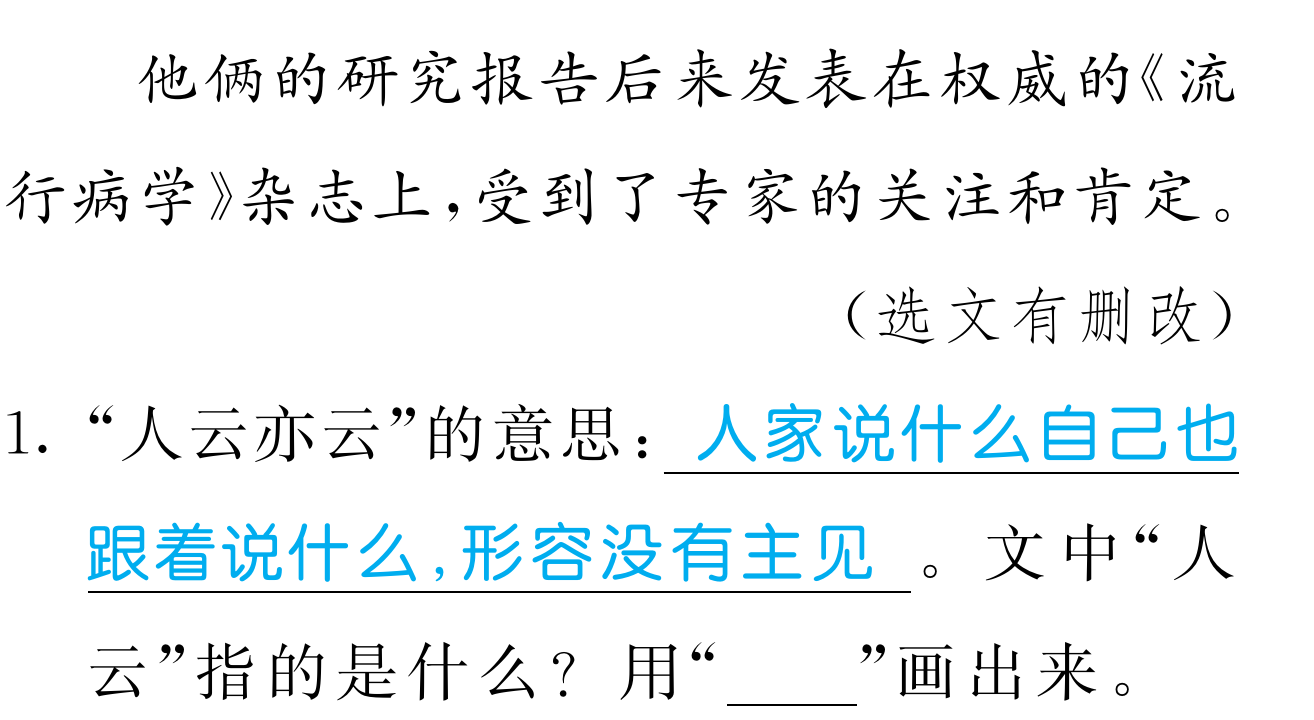 他俩的研究报告后来发表在权威的《流
行病学》杂志上,受到了专家的关注和肯定。
（选文有删改）
1. “人云亦云”的意思：人家说什么自己也
跟着说什么,形容没有主见。文中“人
云”指的是什么？用“____”画出来。